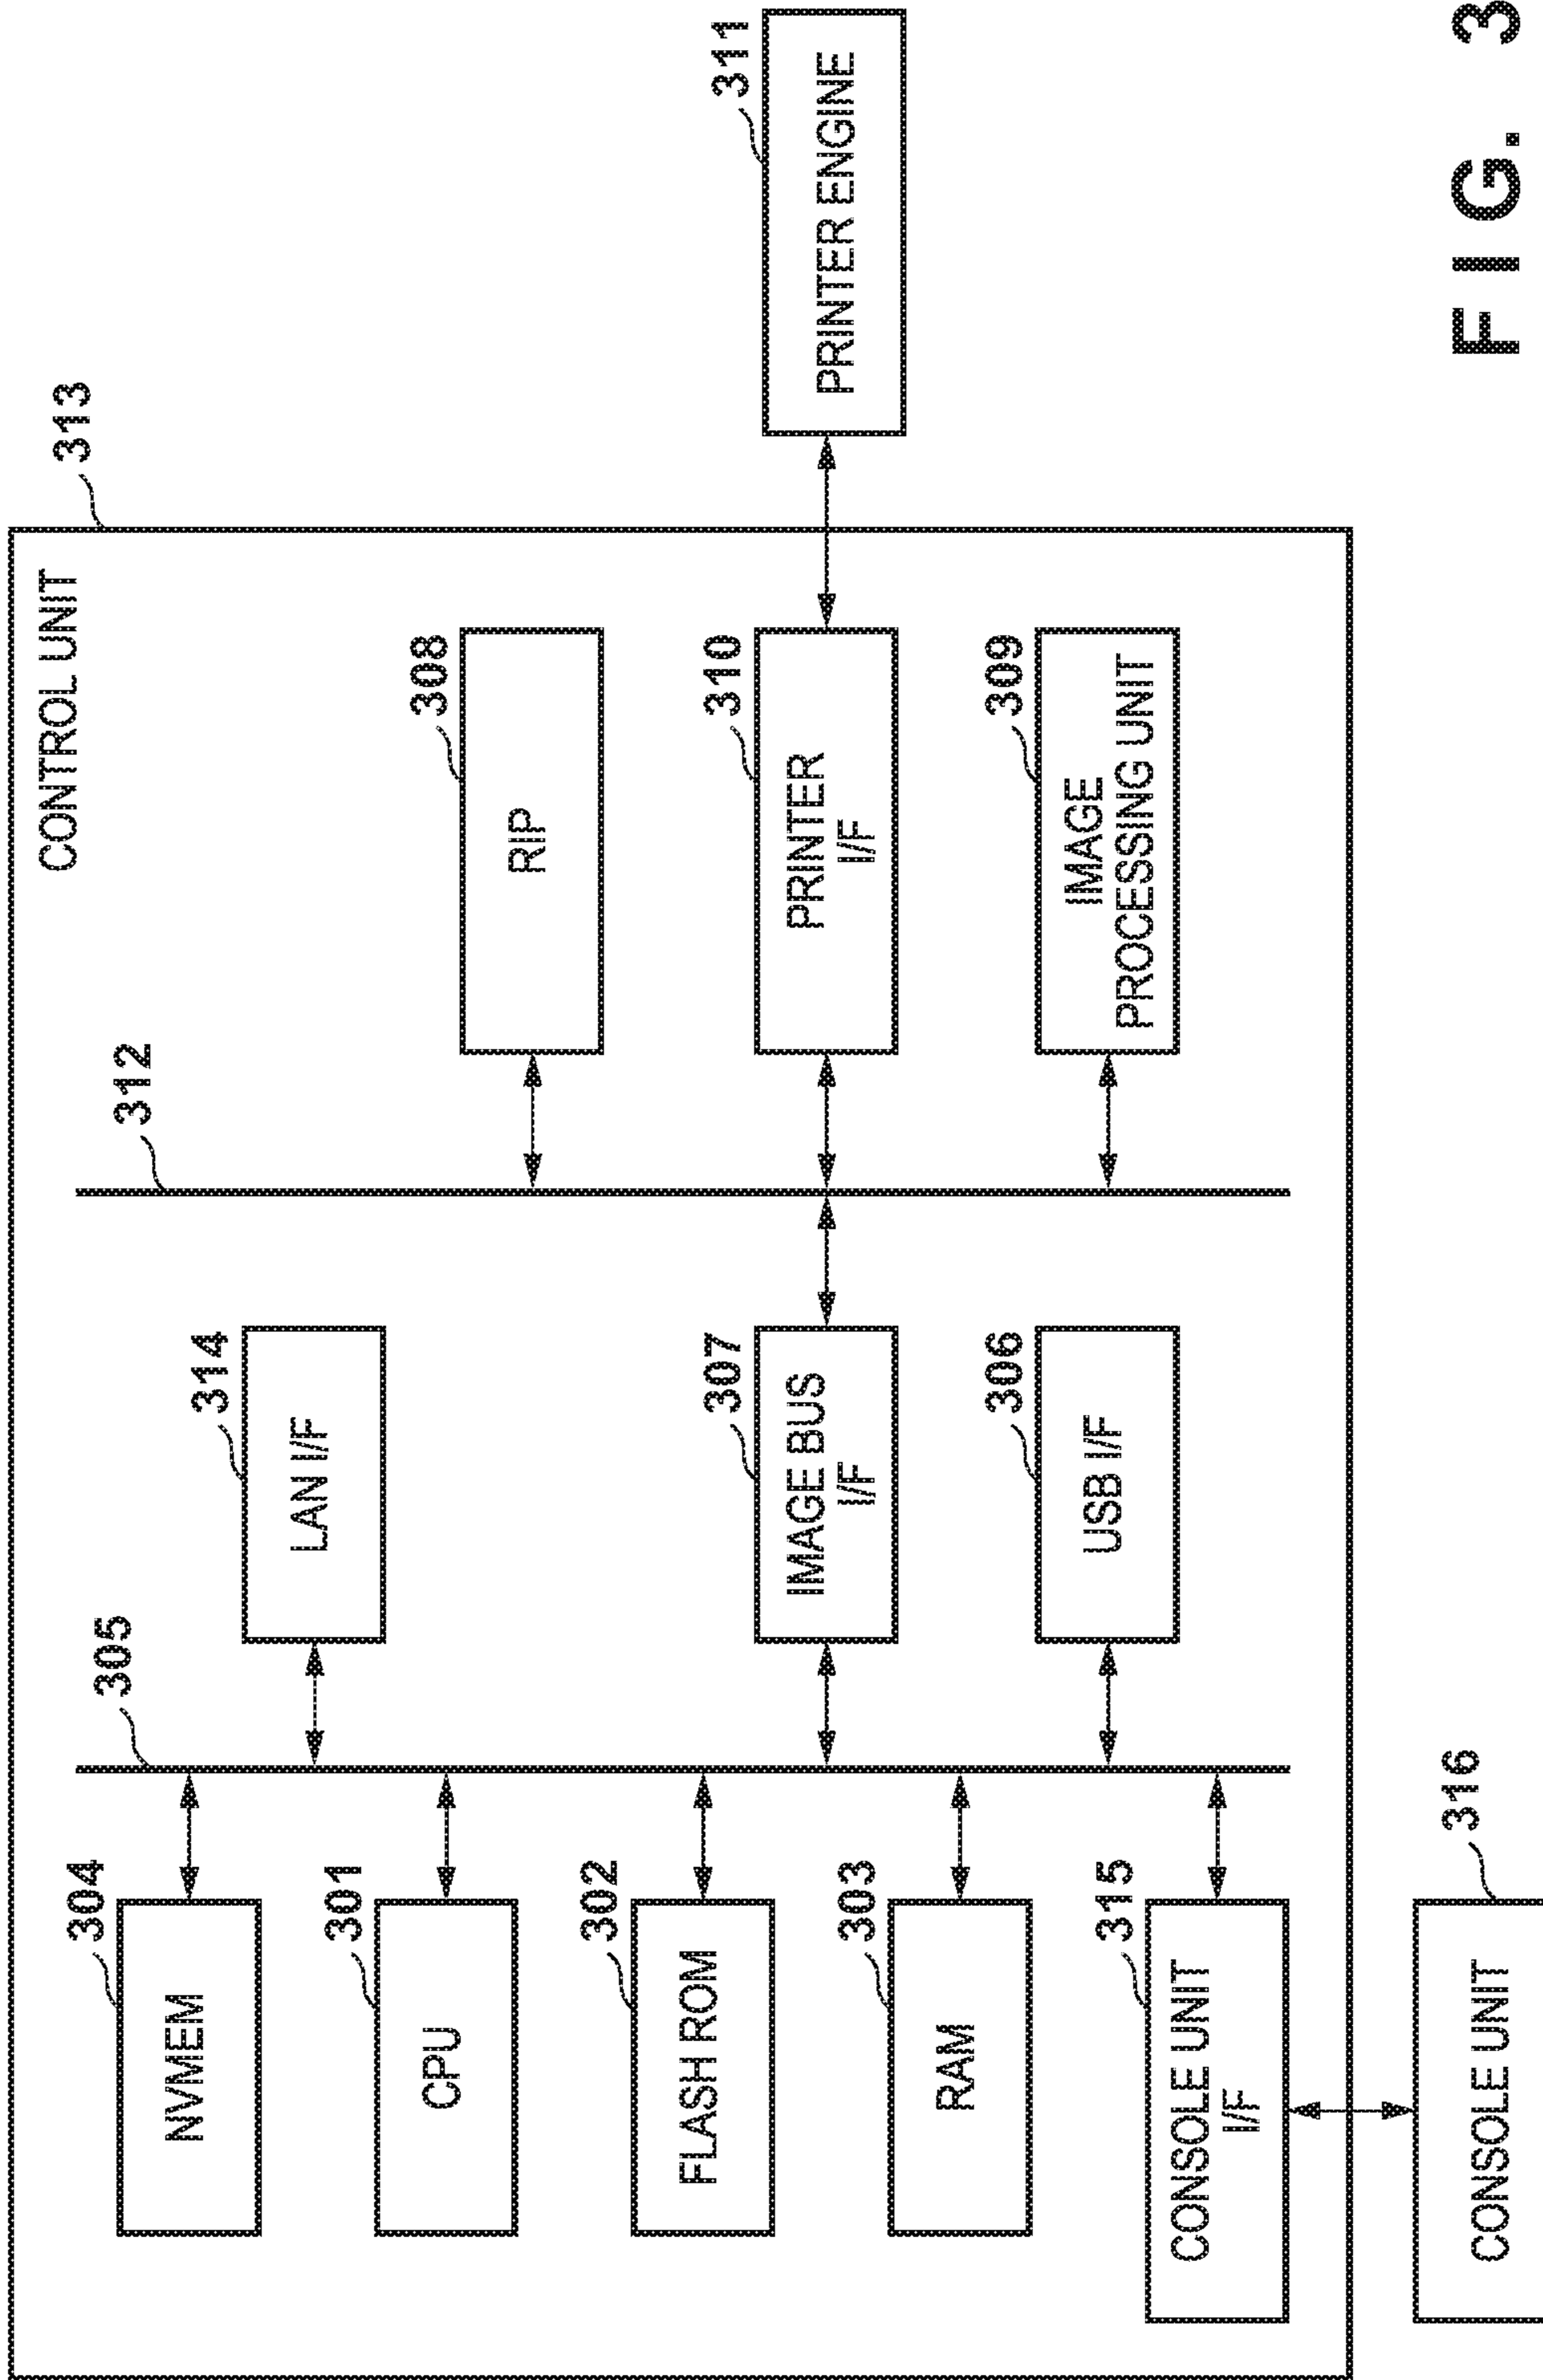 CONTROL UNIT
313
304
NVMEM
305
314
LAN I/F
312
301
CPU
308
RIP
302
FLASH ROM
307
IMAGE BUS
I/F
310
PRINTER
I/F
311
PRINTER ENGINE
303
RAM
306
USB I/F
309
IMAGE
PROCESSING UNIT
315
CONSOLE UNIT
I/F
316
CONSOLE UNIT
FIG. 3